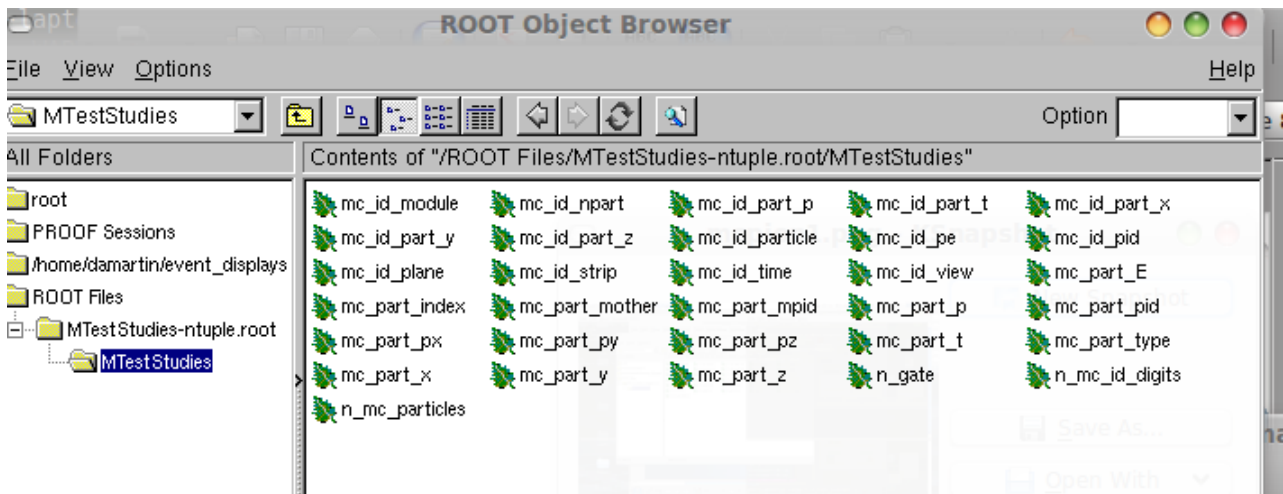 lapt
ROOT Object Browser
File View Options Help
MTestStudies Option
All Folders
Contents of "/ROOT Files/MTestStudies-ntuple.root/MTestStudies"
root
PROOF Sessions
/home/damartin/event_displays
ROOT Files
MTestStudies-ntuple.root
MTestStudies
mc_id_module mc_id_npart mc_id_part_p mc_id_part_t mc_id_part_x
mc_id_part_y mc_id_part_z mc_id_particle mc_id_pe mc_id_pid
mc_id_plane mc_id_strip mc_id_time mc_id_view mc_part_E
mc_part_index mc_part_mother mc_part_mpid mc_part_p mc_part_pid
mc_part_px mc_part_py mc_part_pz mc_part_t mc_part_type
mc_part_x mc_part_y mc_part_z n_gate n_mc_id_digits
n_mc_particles
Snapshot
Save As...
Open With